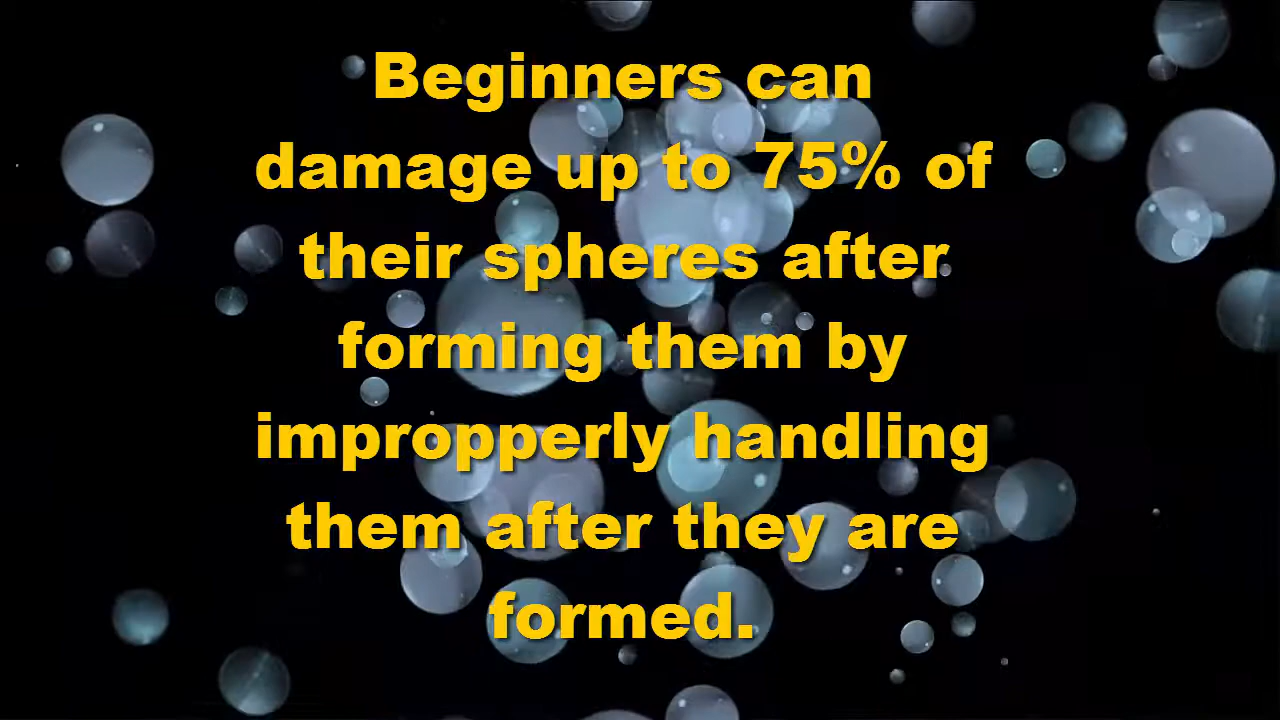 Beginners can
damage up to 75% of
their spheres after
forming them by
impropperly handling
them after they are
formed.